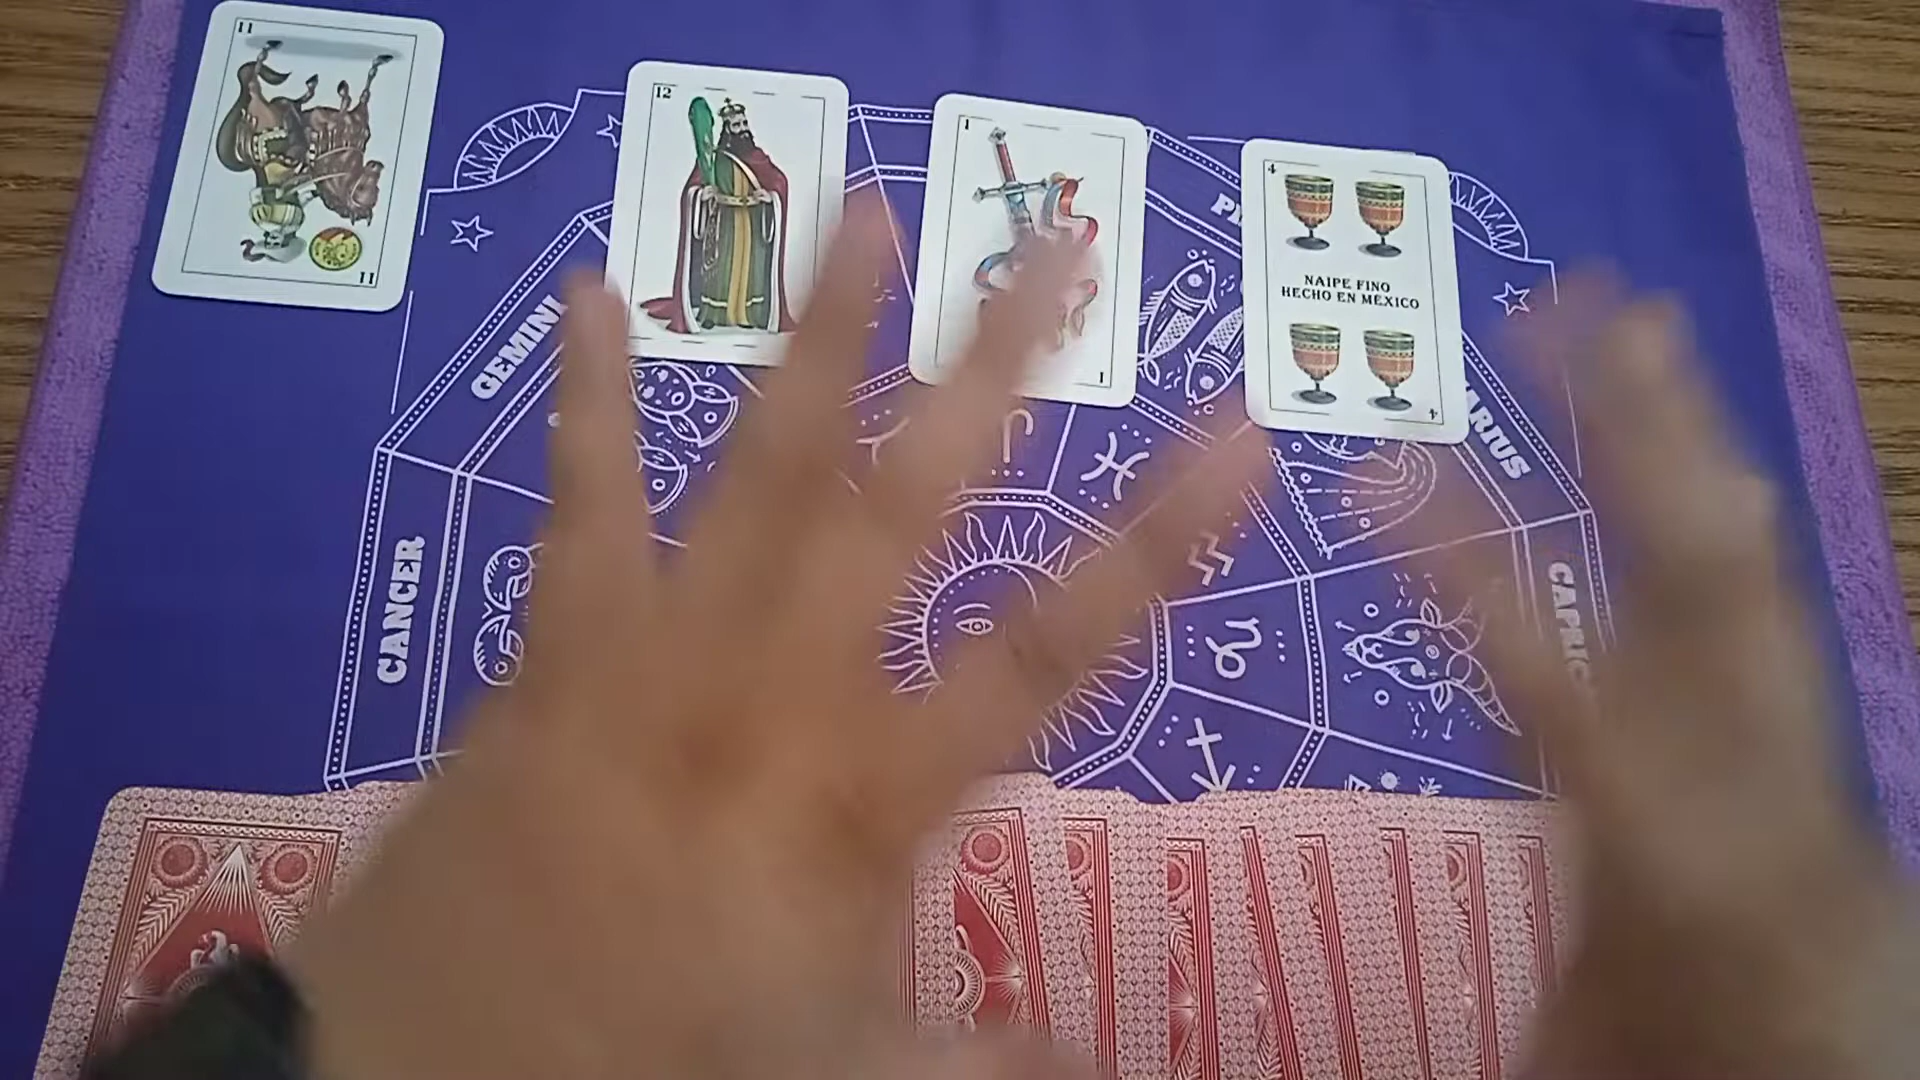 11
11
12
1
1
4
NAIPE FINO
HECHO EN MEXICO
4
GEMINI
CANCER